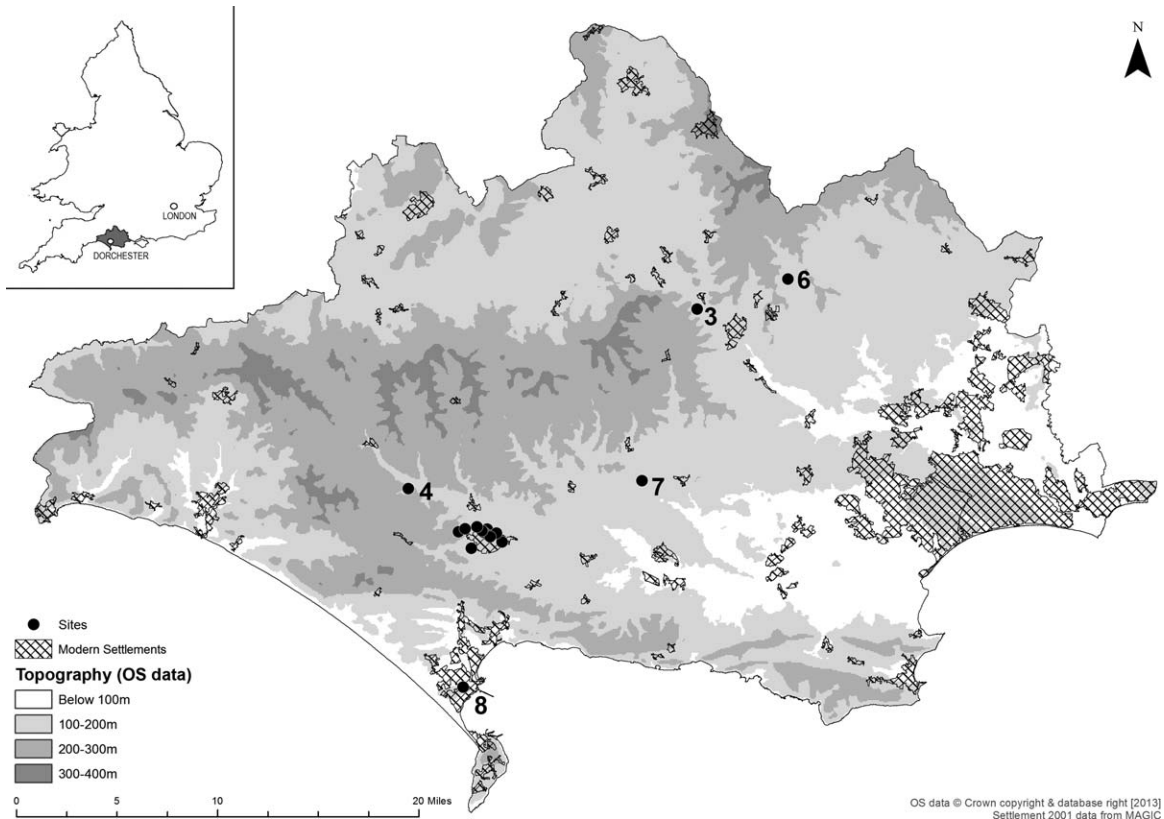 LONDON
DORCHESTER
N
6
3
4
7
8
Sites
Modern Settlements
Topography (OS data)
Below 100m
100-200m
200-300m
300-400m
0 5 10 20 Miles
OS data © Crown copyright & database right [2013]
Settlement 2001 data from MAGIC